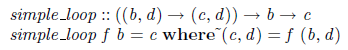 simple_loop :: ((b, d) → (c, d)) → b → c
simple_loop f b = c where ~(c, d) = f (b, d)